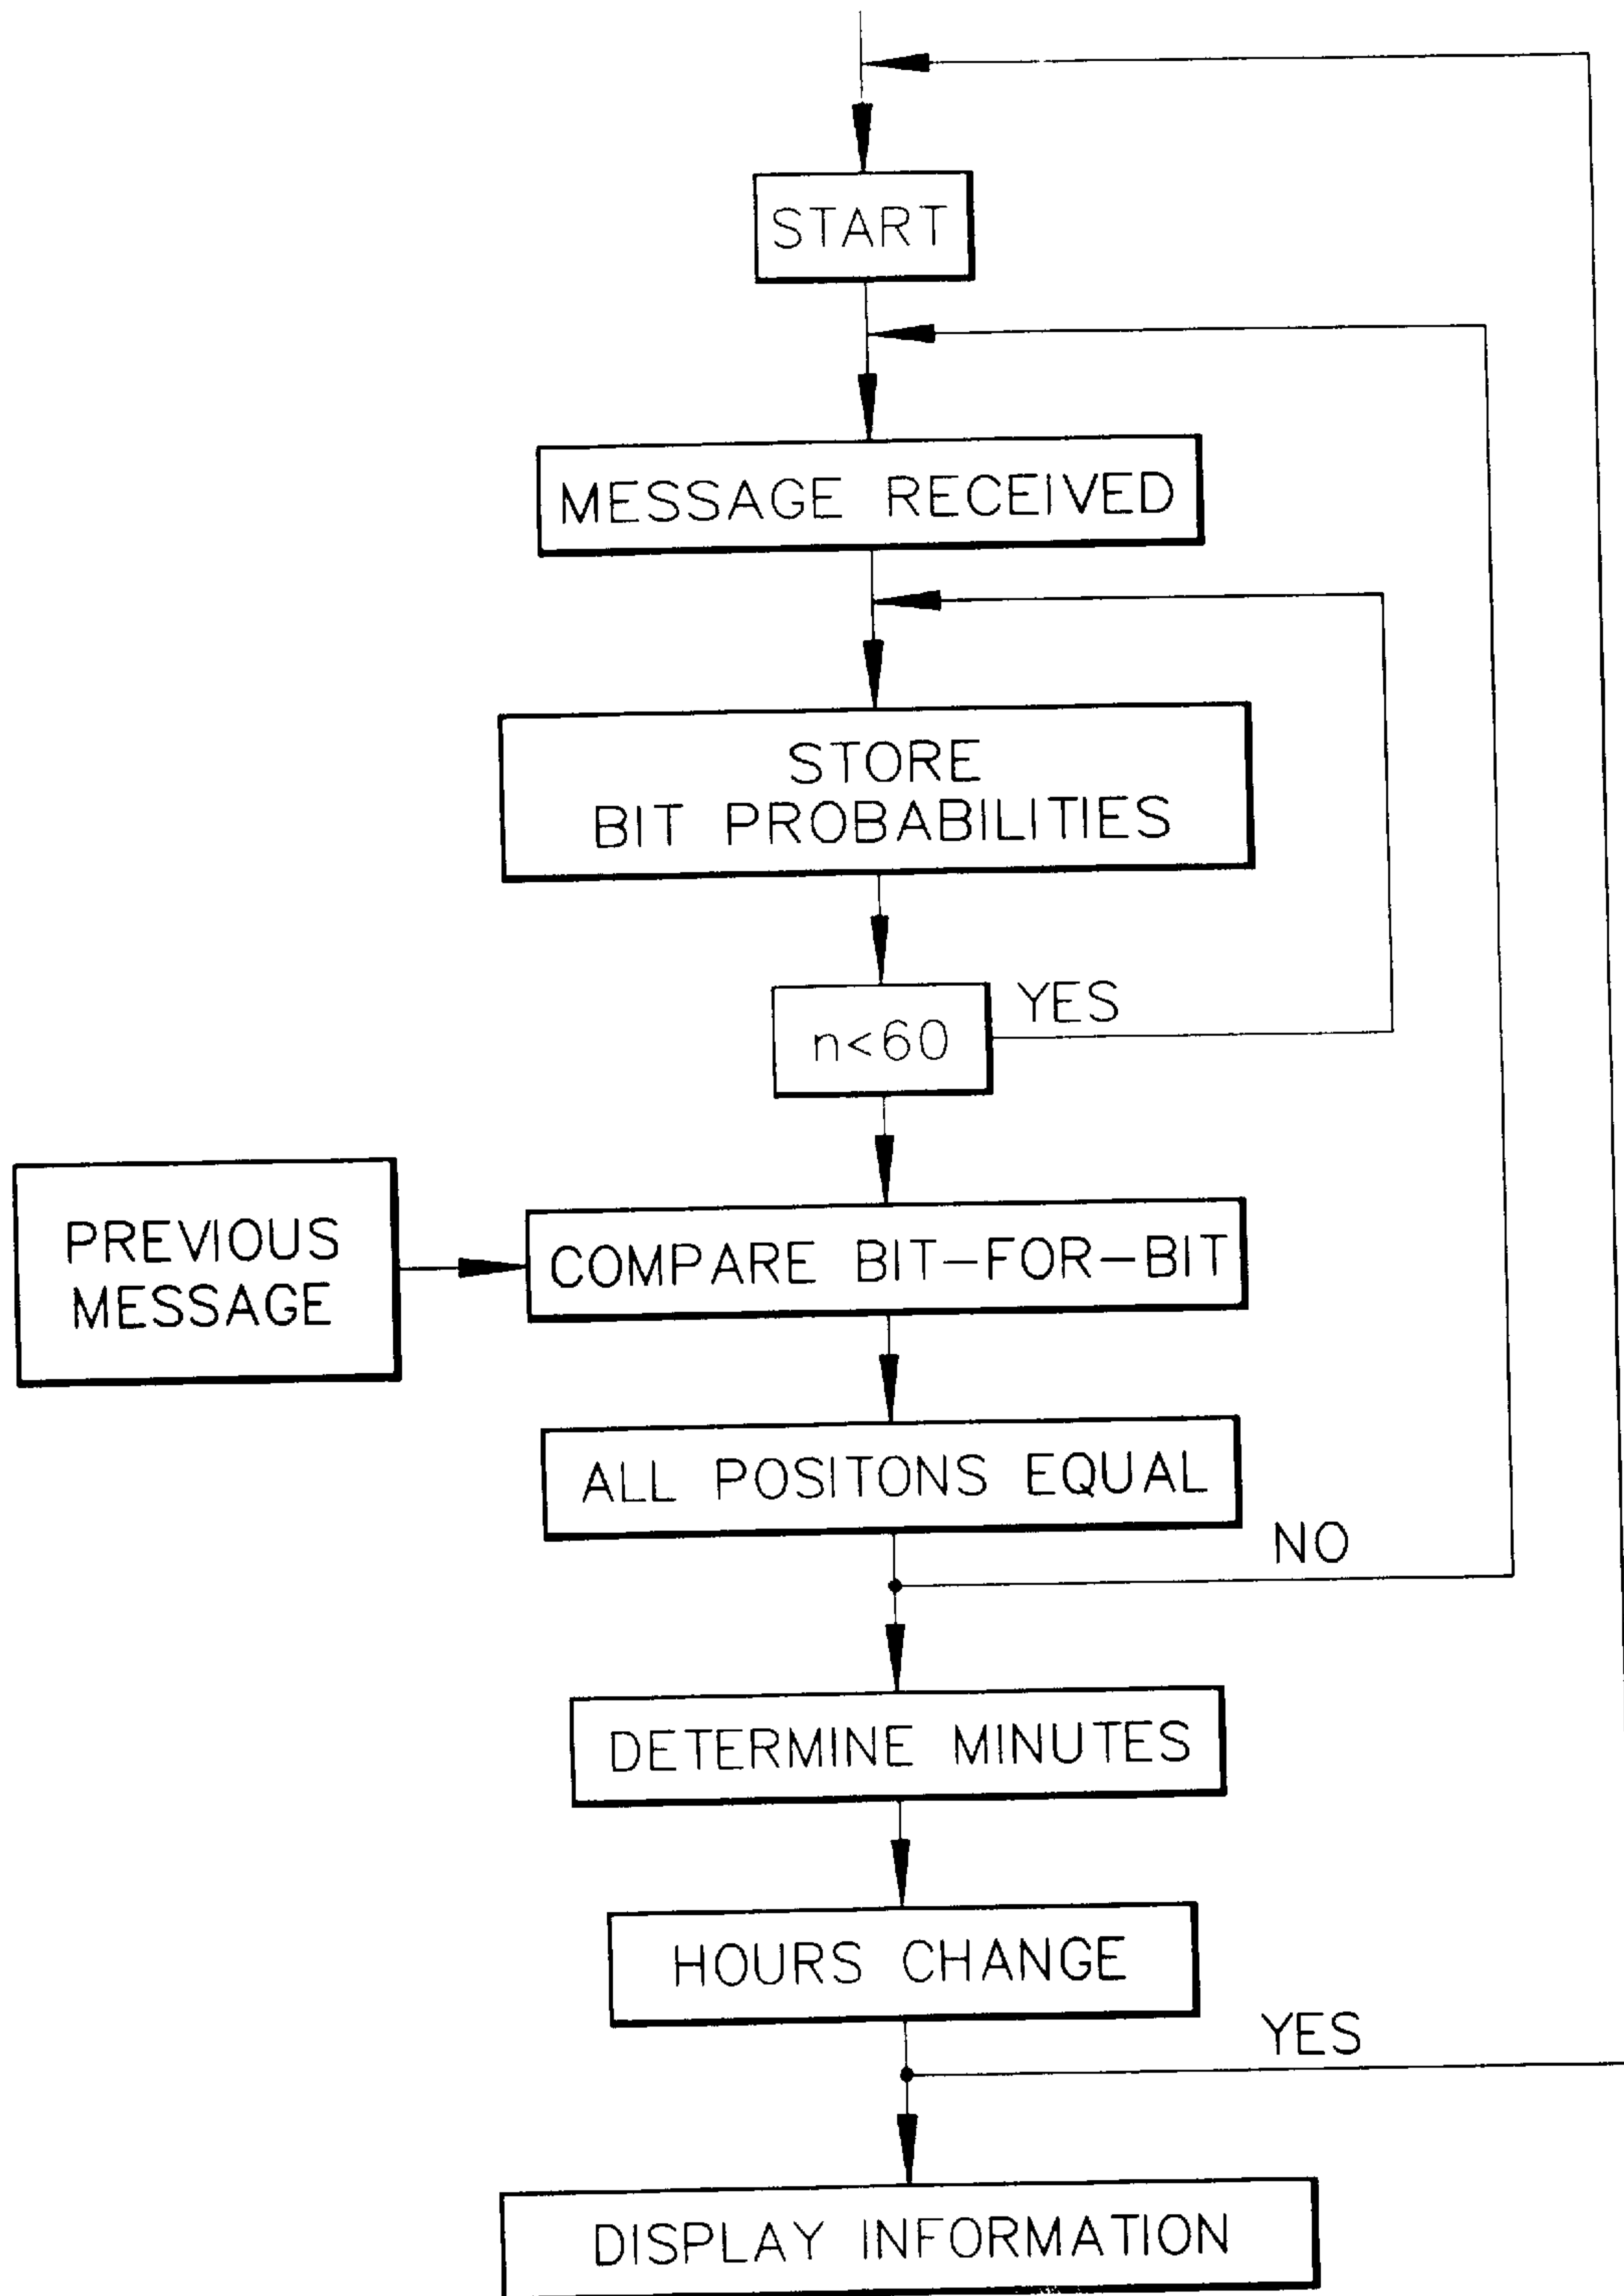 START
MESSAGE RECEIVED
STORE
BIT PROBABILITIES
n<60
YES
PREVIOUS
MESSAGE
COMPARE BIT-FOR-BIT
ALL POSITONS EQUAL
NO
DETERMINE MINUTES
HOURS CHANGE
YES
DISPLAY INFORMATION